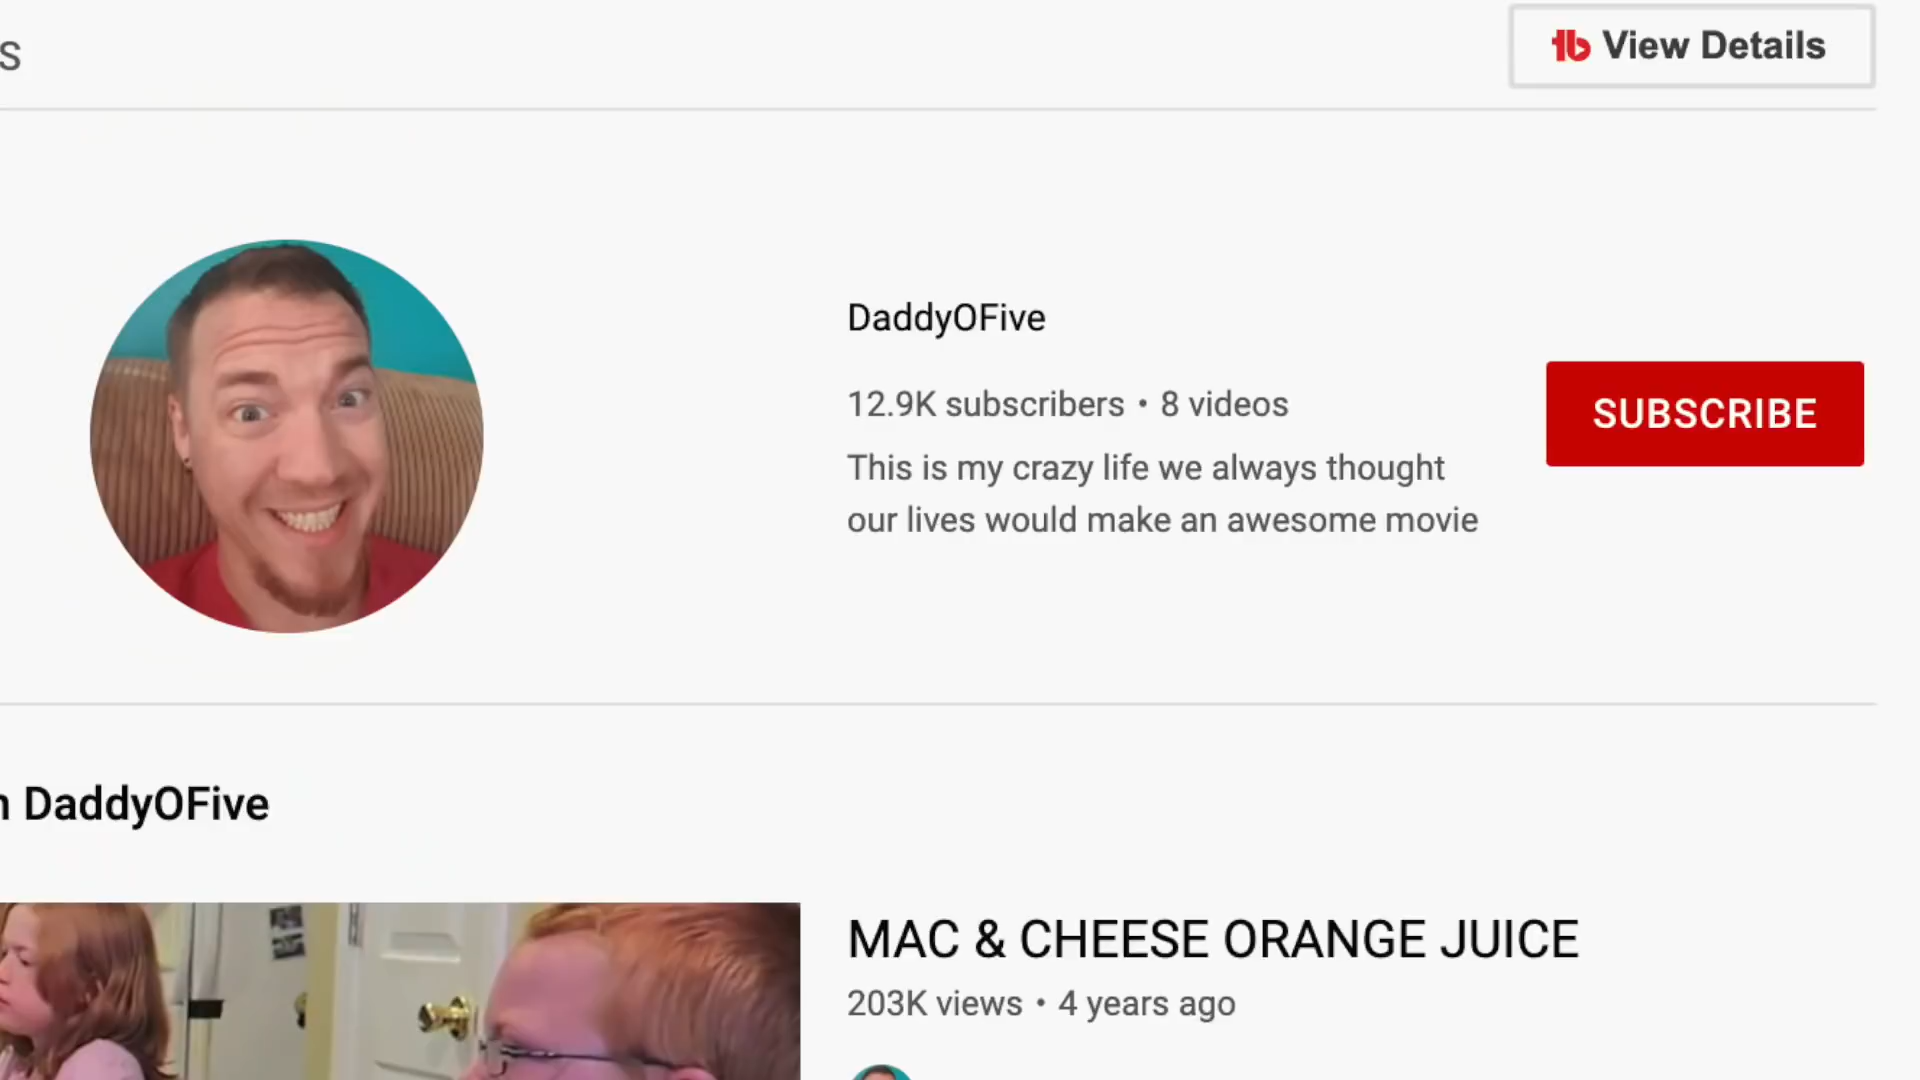 S
View Details
DaddyOFive
12.9K subscribers • 8 videos
SUBSCRIBE
This is my crazy life we always thought
our lives would make an awesome movie
n DaddyOFive
MAC & CHEESE ORANGE JUICE
203K views • 4 years ago